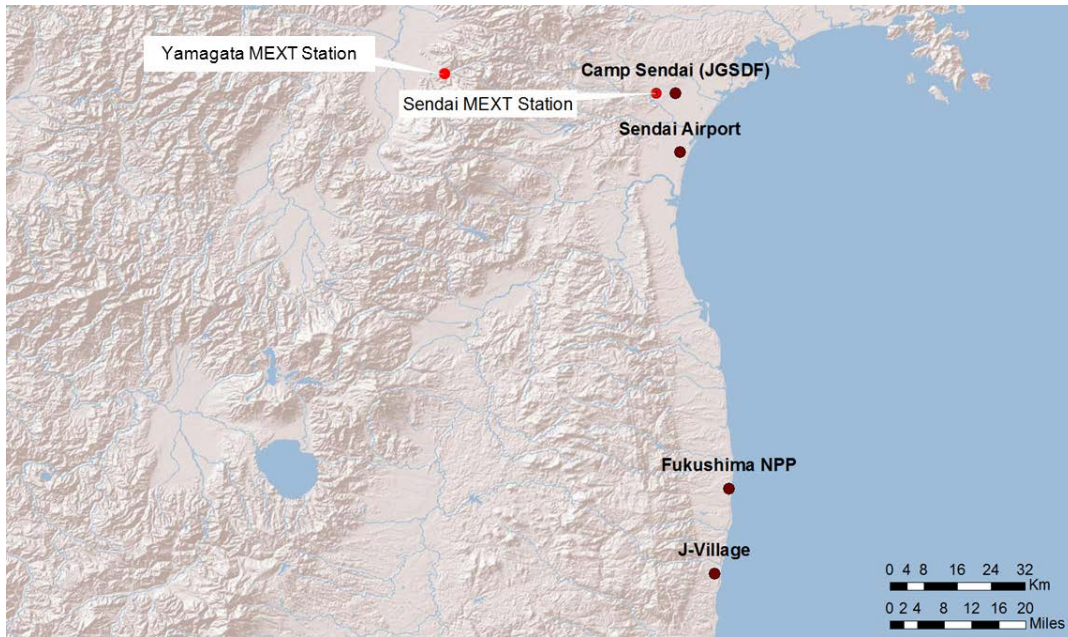 Yamagata MEXT Station
Camp Sendai (JGSDF)
Sendai MEXT Station
Sendai Airport
Fukushima NPP
J-Village
0 4 8 16 24 32
Km
0 2 4 8 12 16 20
Miles